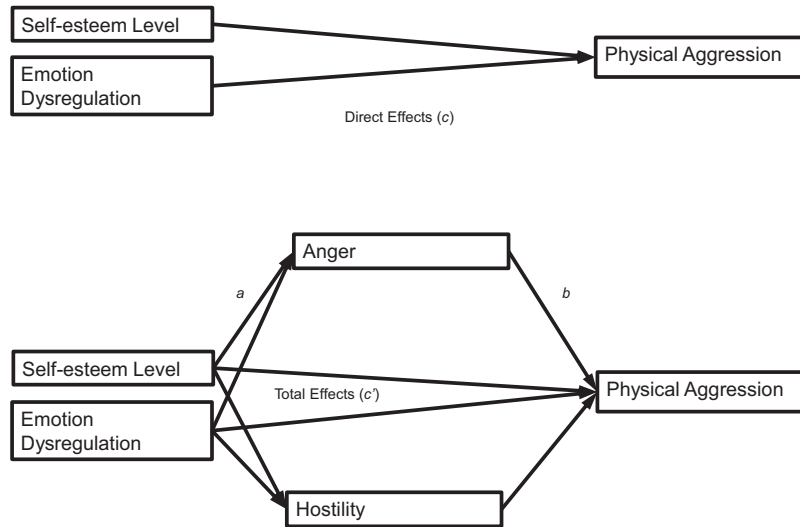 Self-esteem Level
Physical Aggression
Emotion
Dysregulation
Direct Effects (c)
Anger
a
b
Self-esteem Level
Physical Aggression
Total Effects (c')
Emotion
Dysregulation
Hostility